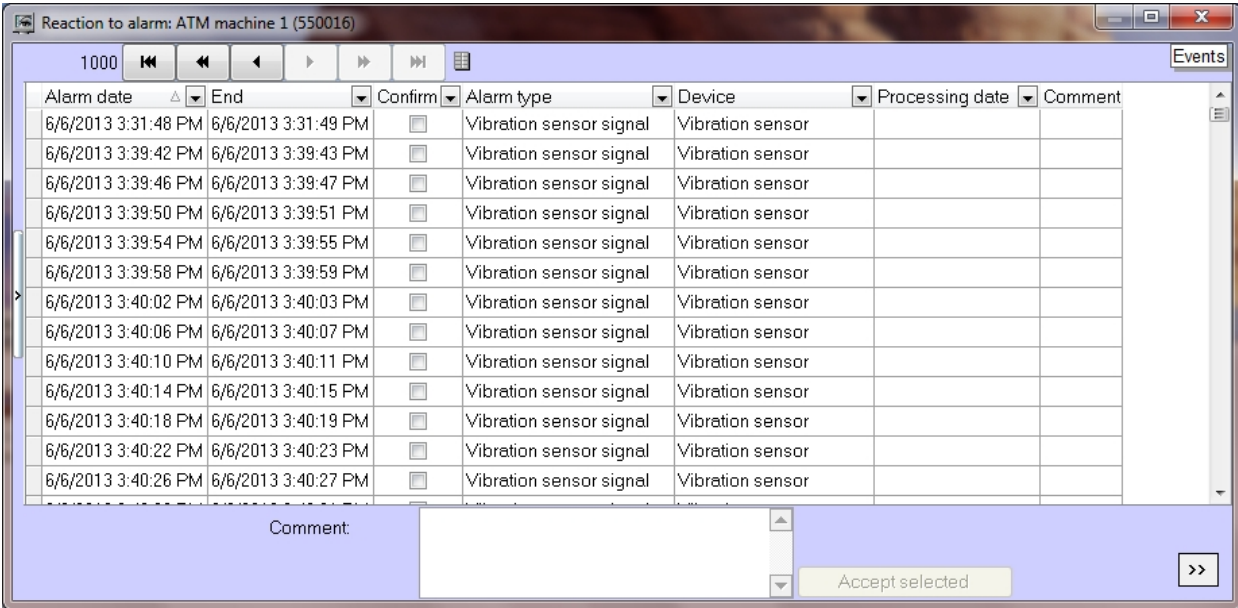 Reaction to alarm: ATM machine 1 (550016)
1000
Events
Alarm date End Confirm Alarm type Device Processing date Comment
6/6/2013 3:31:48 PM 6/6/2013 3:31:49 PM Vibration sensor signal Vibration sensor
6/6/2013 3:39:42 PM 6/6/2013 3:39:43 PM Vibration sensor signal Vibration sensor
6/6/2013 3:39:46 PM 6/6/2013 3:39:47 PM Vibration sensor signal Vibration sensor
6/6/2013 3:39:50 PM 6/6/2013 3:39:51 PM Vibration sensor signal Vibration sensor
6/6/2013 3:39:54 PM 6/6/2013 3:39:55 PM Vibration sensor signal Vibration sensor
6/6/2013 3:39:58 PM 6/6/2013 3:39:59 PM Vibration sensor signal Vibration sensor
6/6/2013 3:40:02 PM 6/6/2013 3:40:03 PM Vibration sensor signal Vibration sensor
6/6/2013 3:40:06 PM 6/6/2013 3:40:07 PM Vibration sensor signal Vibration sensor
6/6/2013 3:40:10 PM 6/6/2013 3:40:11 PM Vibration sensor signal Vibration sensor
6/6/2013 3:40:14 PM 6/6/2013 3:40:15 PM Vibration sensor signal Vibration sensor
6/6/2013 3:40:18 PM 6/6/2013 3:40:19 PM Vibration sensor signal Vibration sensor
6/6/2013 3:40:22 PM 6/6/2013 3:40:23 PM Vibration sensor signal Vibration sensor
6/6/2013 3:40:26 PM 6/6/2013 3:40:27 PM Vibration sensor signal Vibration sensor
Comment:
Accept selected
>>